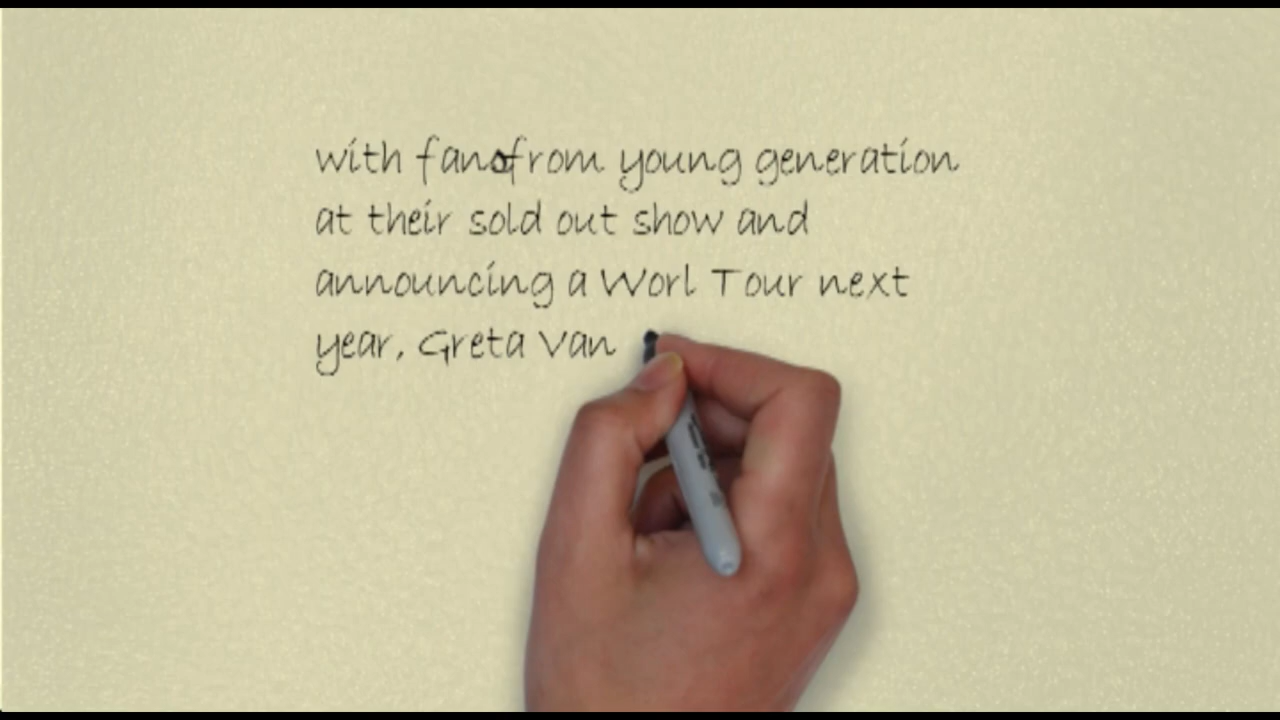 with fans from young generation
at their sold out show and
announcing a Worl Tour next
year, Greta Van